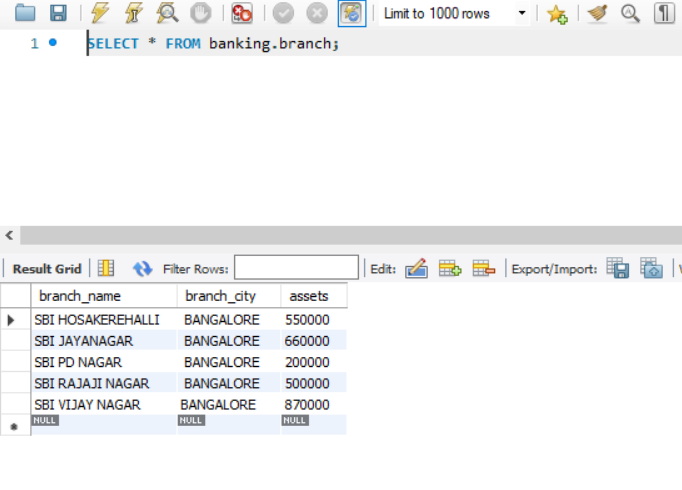 Limit to 1000 rows
1 SELECT * FROM banking.branch;
Result Grid Filter Rows: Edit: Export/Import:
branch_name branch_city assets
SBI HOSAKEREHALLI BANGALORE 550000
SBI JAYANAGAR BANGALORE 660000
SBI PD NAGAR BANGALORE 200000
SBI RAJAJI NAGAR BANGALORE 500000
SBI VIJAY NAGAR BANGALORE 870000
NULL NULL NULL